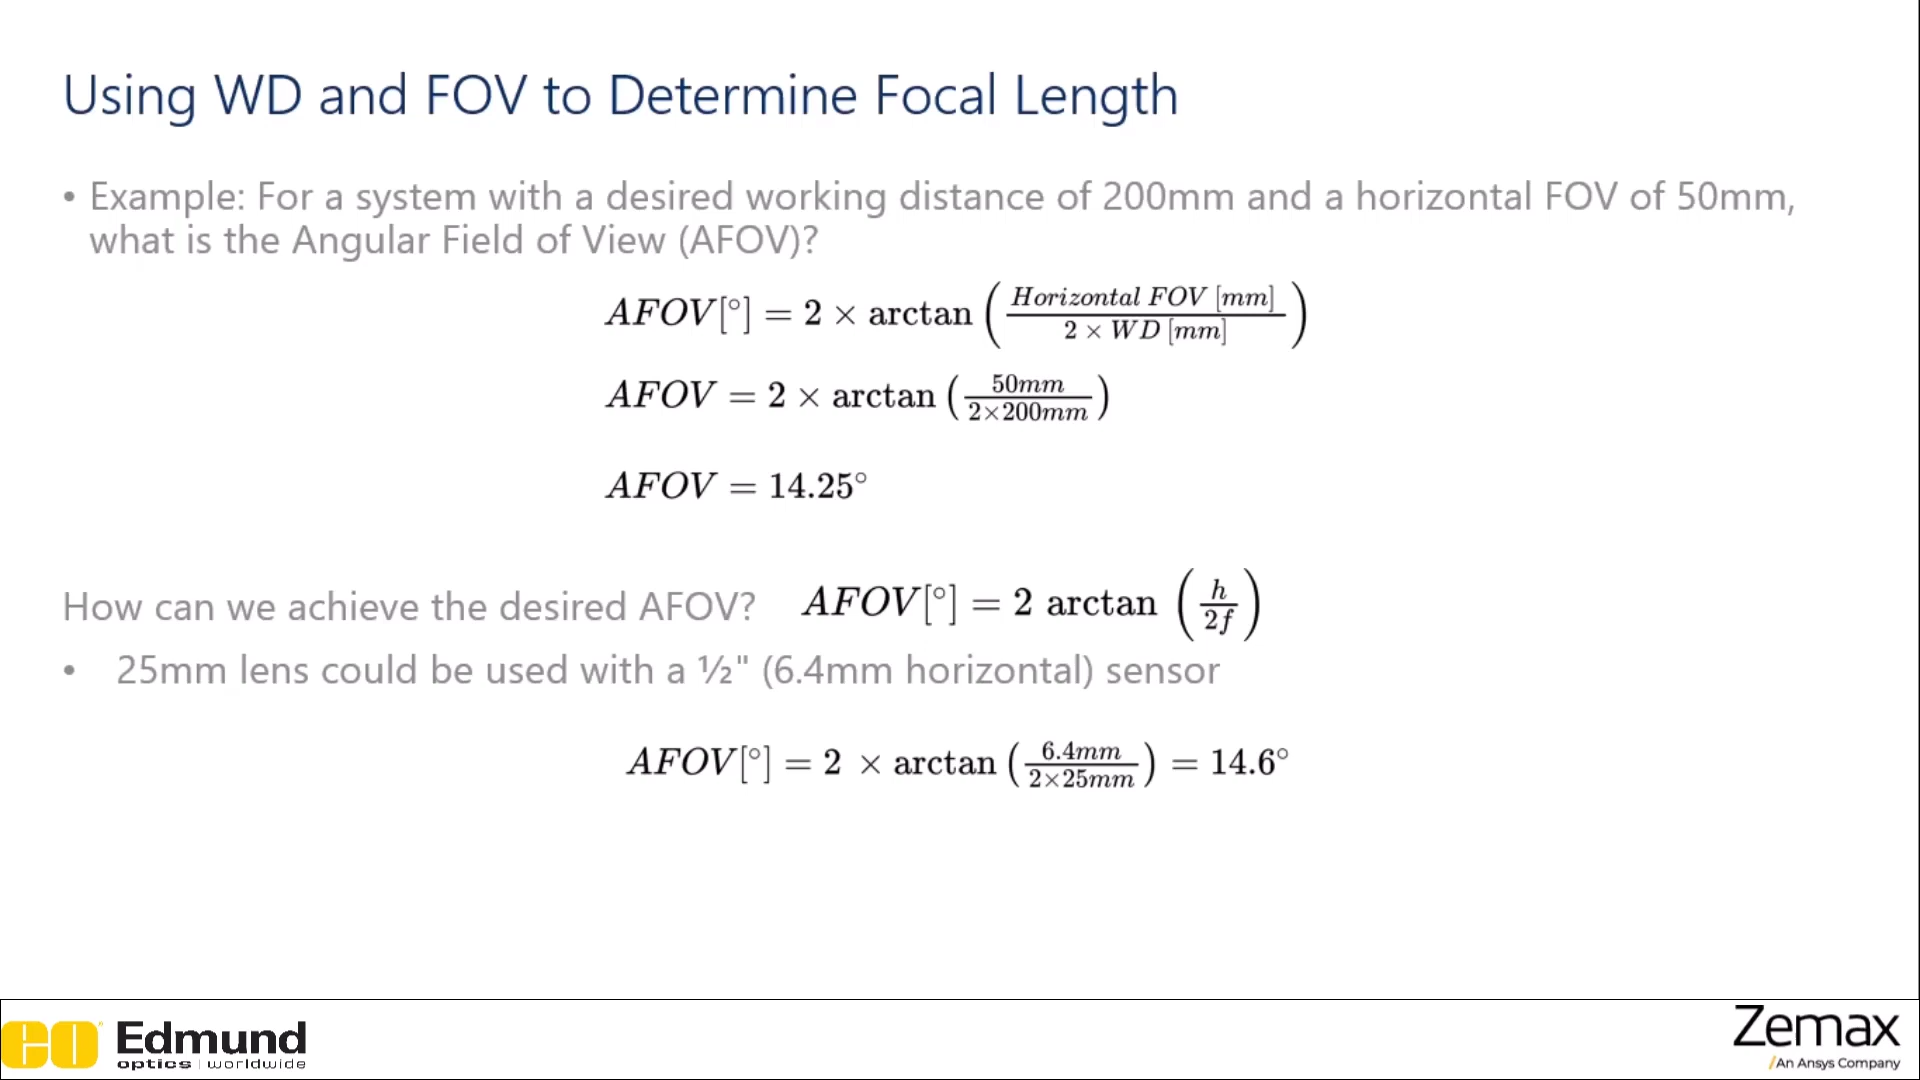 Using WD and FOV to Determine Focal Length
• Example: For a system with a desired working distance of 200mm and a horizontal FOV of 50mm,
what is the Angular Field of View (AFOV)?
AFOV[°] = 2 × arctan (Horizontal FOV [mm] / 2 × WD [mm])
AFOV = 2 × arctan (50mm / 2×200mm)
AFOV = 14.25°
How can we achieve the desired AFOV? AFOV[°] = 2 arctan (h / 2f)
• 25mm lens could be used with a ½" (6.4mm horizontal) sensor
AFOV[°] = 2 × arctan (6.4mm / 2×25mm) = 14.6°
EO Edmund
optics | worldwide
Zemax
/An Ansys Company